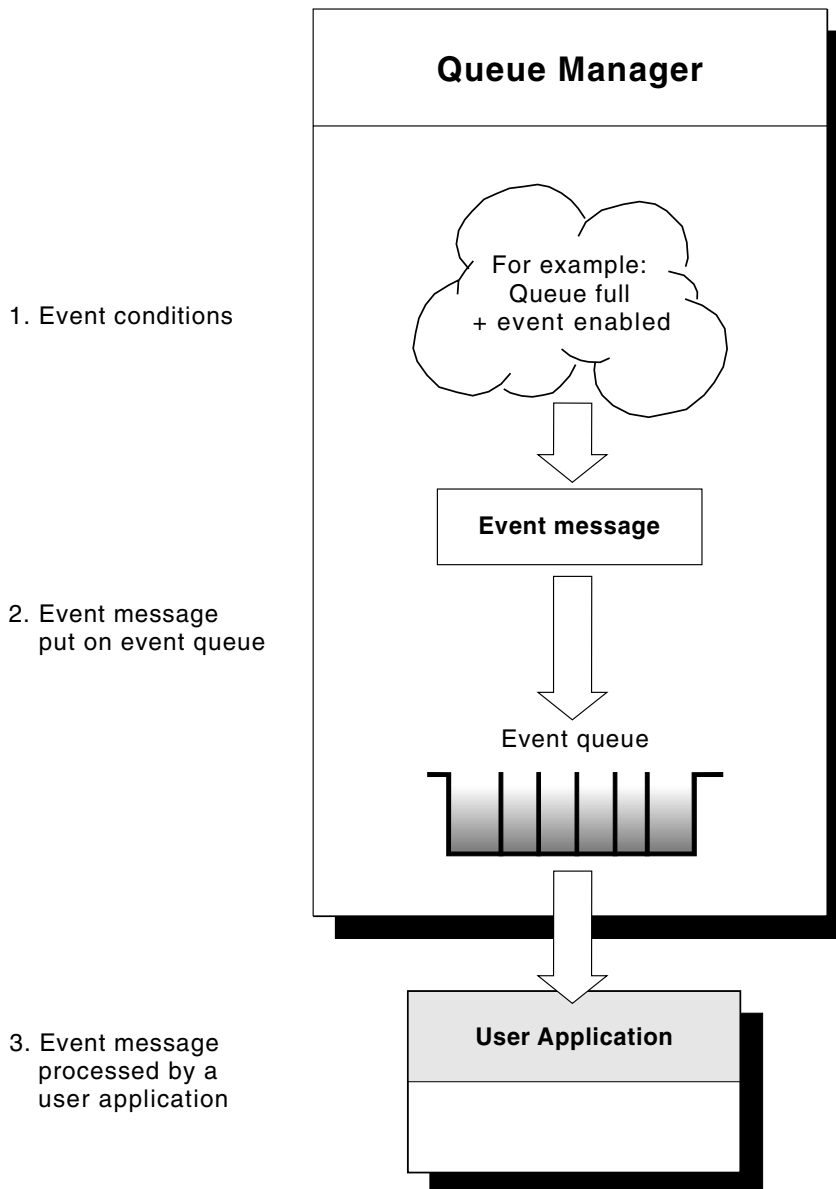 Queue Manager
1. Event conditions
For example:
Queue full
+ event enabled
Event message
2. Event message
put on event queue
Event queue
3. Event message
processed by a
user application
User Application